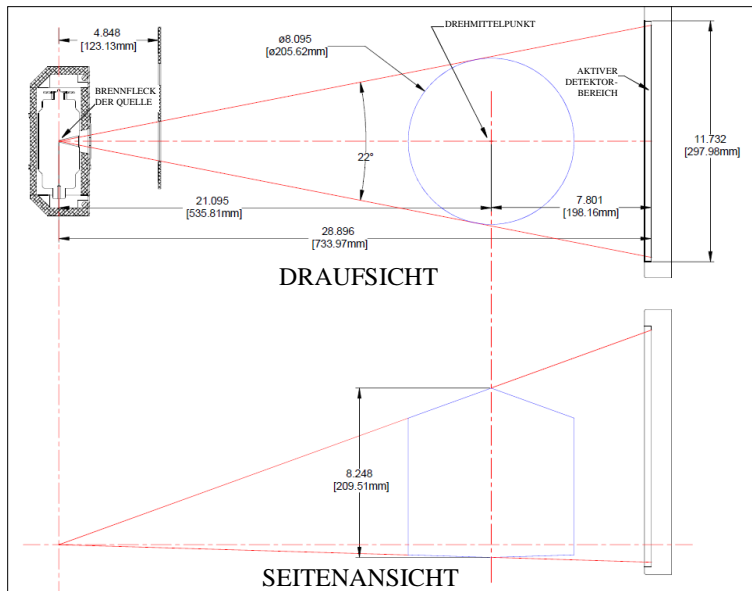 4.848
[123.13mm]
BRENNFLECK
DER QUELLE
ø8.095
[ø205.62mm]
DREHMITTELPUNKT
AKTIVER
DETEKTOR-
BEREICH
11.732
[297.98mm]
22°
21.095
[535.81mm]
7.801
[198.16mm]
28.896
[733.97mm]
DRAUFSICHT
8.248
[209.51mm]
SEITENANSICHT